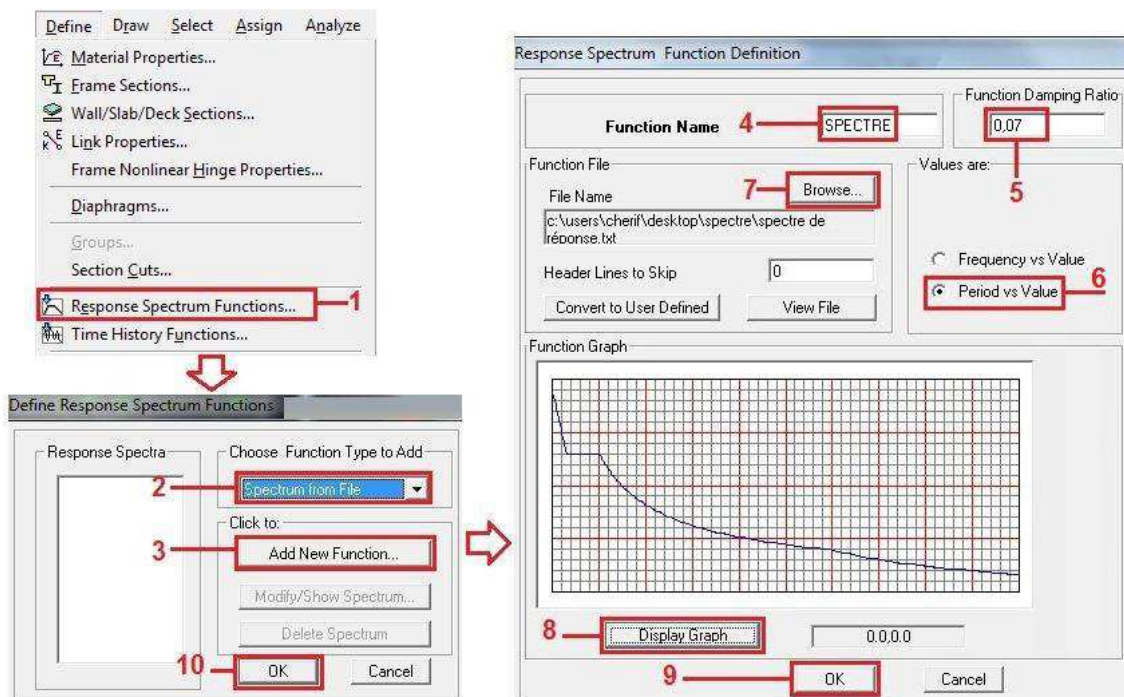 Define Draw Select Assign Analyze
Material Properties...
Frame Sections...
Wall/Slab/Deck Sections...
Link Properties...
Frame Nonlinear Hinge Properties...
Diaphragms...
Groups...
Section Cuts...
Response Spectrum Functions... 1
Time History Functions...
Define Response Spectrum Functions
Response Spectra
Choose Function Type to Add
2 Spectrum from File
Click to:
3 Add New Function...
Modify/Show Spectrum...
Delete Spectrum
10 OK Cancel
Response Spectrum Function Definition
Function Damping Ratio
Function Name 4 SPECTRE
0,07
5
Function File
File Name
7 Browse...
c:\users\cherif\desktop\spectre\spectre de
réponse.txt
Header Lines to Skip 0
Convert to User Defined View File
Values are:
Frequency vs Value
Period vs Value 6
Function Graph
8 Display Graph 0.0,0.0
9 OK Cancel